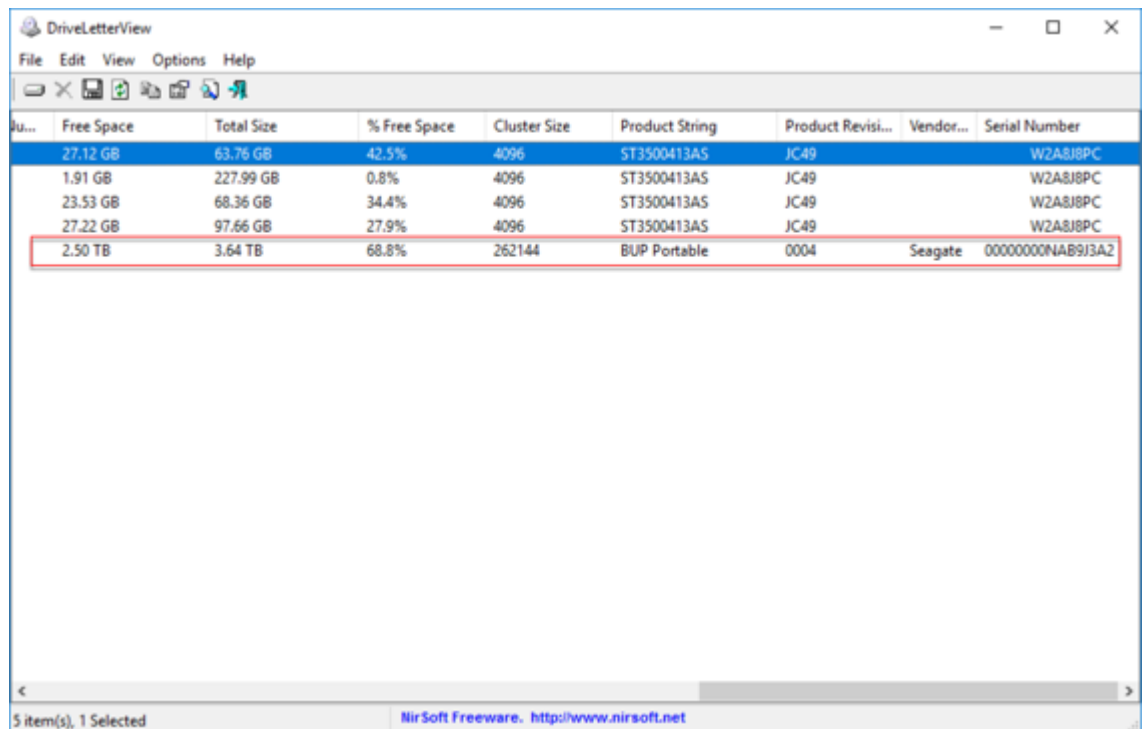 DriveLetterView
File Edit View Options Help
Ju... Free Space Total Size % Free Space Cluster Size Product String Product Revisi... Vendor... Serial Number
27.12 GB 63.76 GB 42.5% 4096 ST3500413AS JC49 W2A8J8PC
1.91 GB 227.99 GB 0.8% 4096 ST3500413AS JC49 W2A8J8PC
23.53 GB 68.36 GB 34.4% 4096 ST3500413AS JC49 W2A8J8PC
27.22 GB 97.66 GB 27.9% 4096 ST3500413AS JC49 W2A8J8PC
2.50 TB 3.64 TB 68.8% 262144 BUP Portable 0004 Seagate 00000000NAB9J3A2
5 item(s), 1 Selected NirSoft Freeware. http://www.nirsoft.net